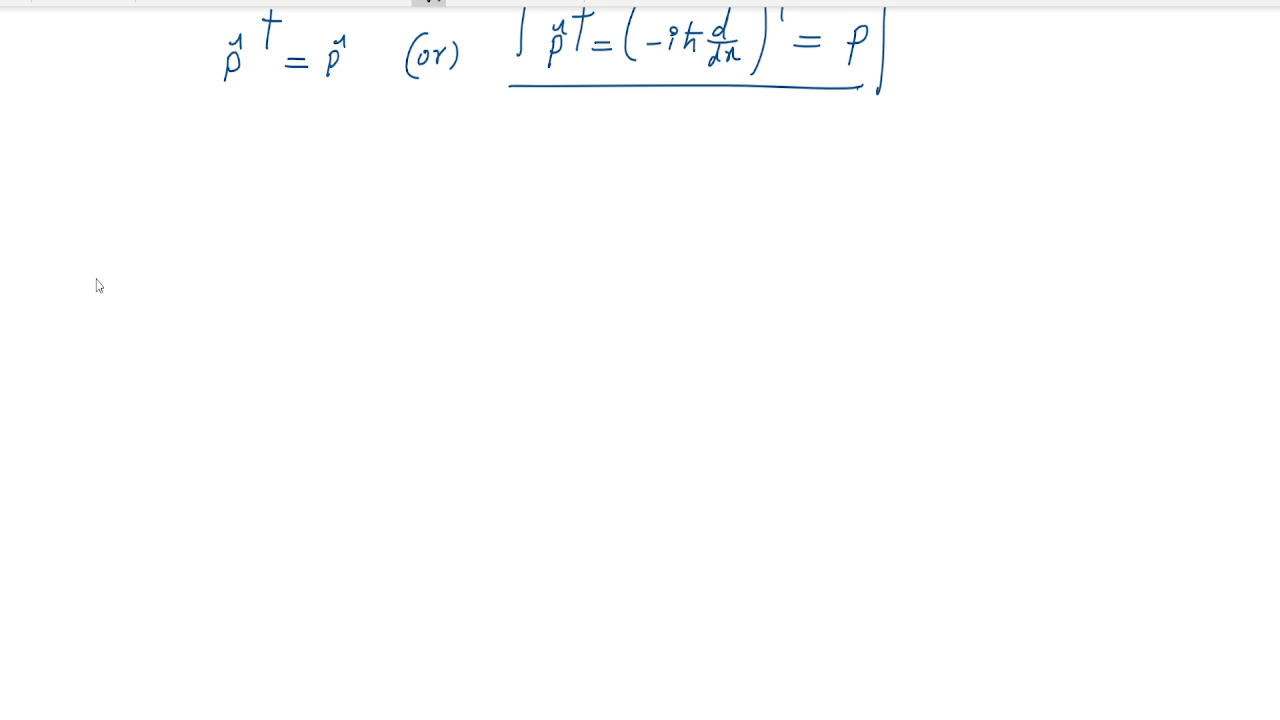 p̂† = p̂ (or) p̂† = (-iħ d/dx)† = p